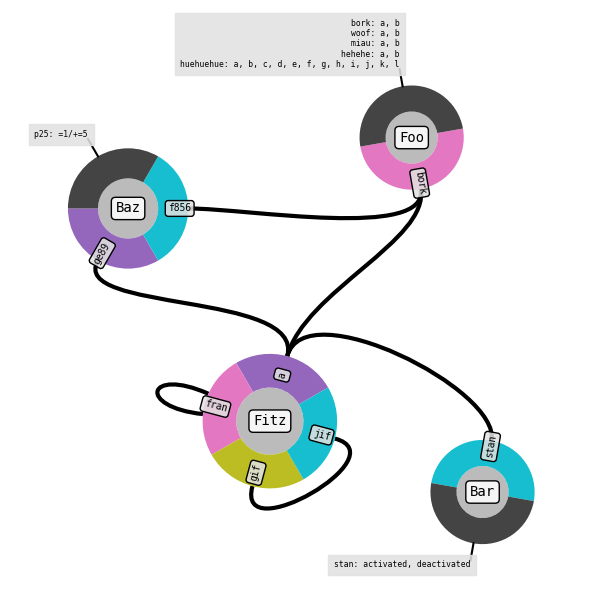 bork: a, b
woof: a, b
miau: a, b
hehehe: a, b
huehuehue: a, b, c, d, e, f, g, h, i, j, k, l
Foo
bork
p25: =1/+=5
Baz
f856
ge89
a
fran
Fitz
jif
gif
stan
Bar
stan: activated, deactivated